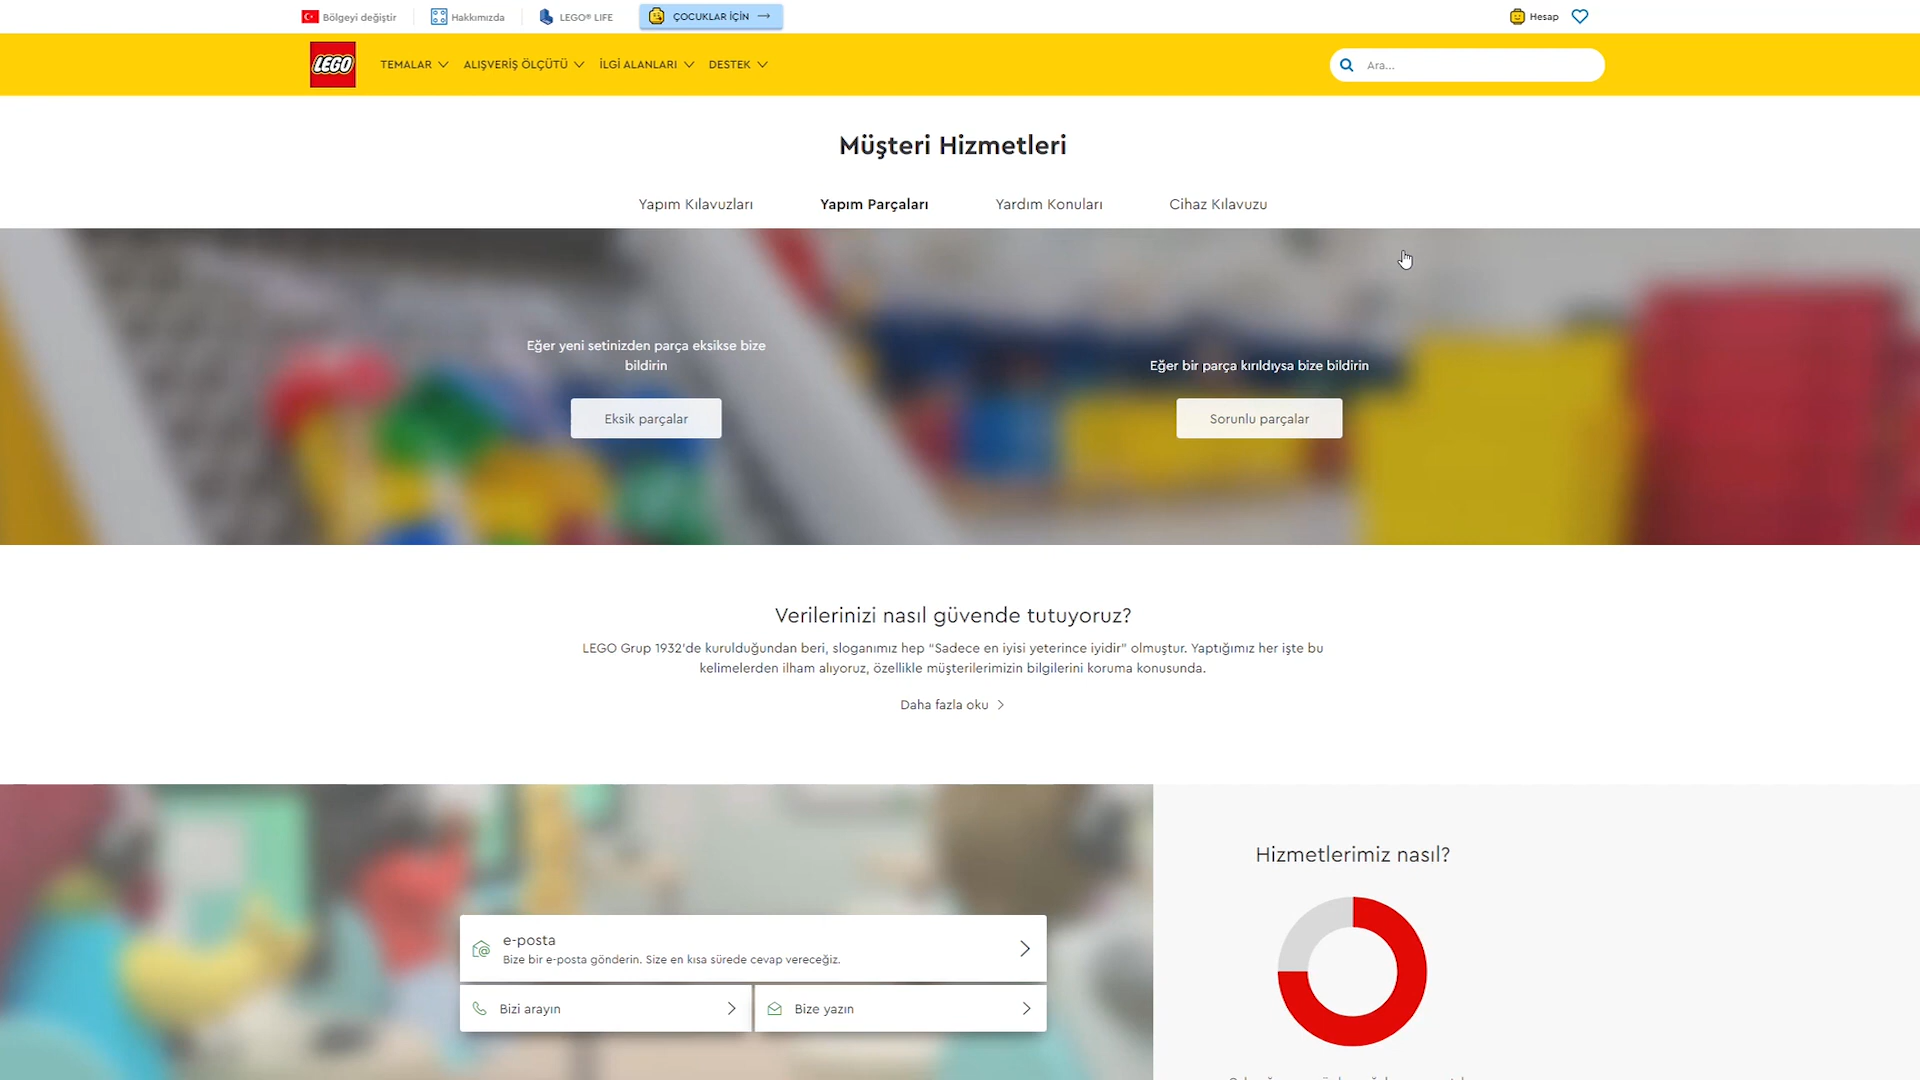 Bölgeyi değiştir
Hakkımızda
LEGO® LIFE
ÇOCUKLAR İÇİN
Hesap
LEGO
TEMALAR
ALIŞVERİŞ ÖLÇÜTÜ
İLGİ ALANLARI
DESTEK
Ara...
Müşteri Hizmetleri
Yapım Kılavuzları
Yapım Parçaları
Yardım Konuları
Cihaz Kılavuzu
Eğer yeni setinizden parça eksikse bize
bildirin
Eksik parçalar
Eğer bir parça kırıldıysa bize bildirin
Sorunlu parçalar
Verilerinizi nasıl güvende tutuyoruz?
LEGO Grup 1932'de kurulduğundan beri, sloganımız hep “Sadece en iyisi yeterince iyidir” olmuştur. Yaptığımız her işte bu
kelimelerden ilham alıyoruz, özellikle müşterilerimizin bilgilerini koruma konusunda.
Daha fazla oku
e-posta
Bize bir e-posta gönderin. Size en kısa sürede cevap vereceğiz.
Bizi arayın
Bize yazın
Hizmetlerimiz nasıl?